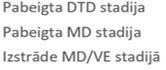 Pabeigta DTD stadija
Pabeigta MD stadija
Izstrāde MD/VE stadijā